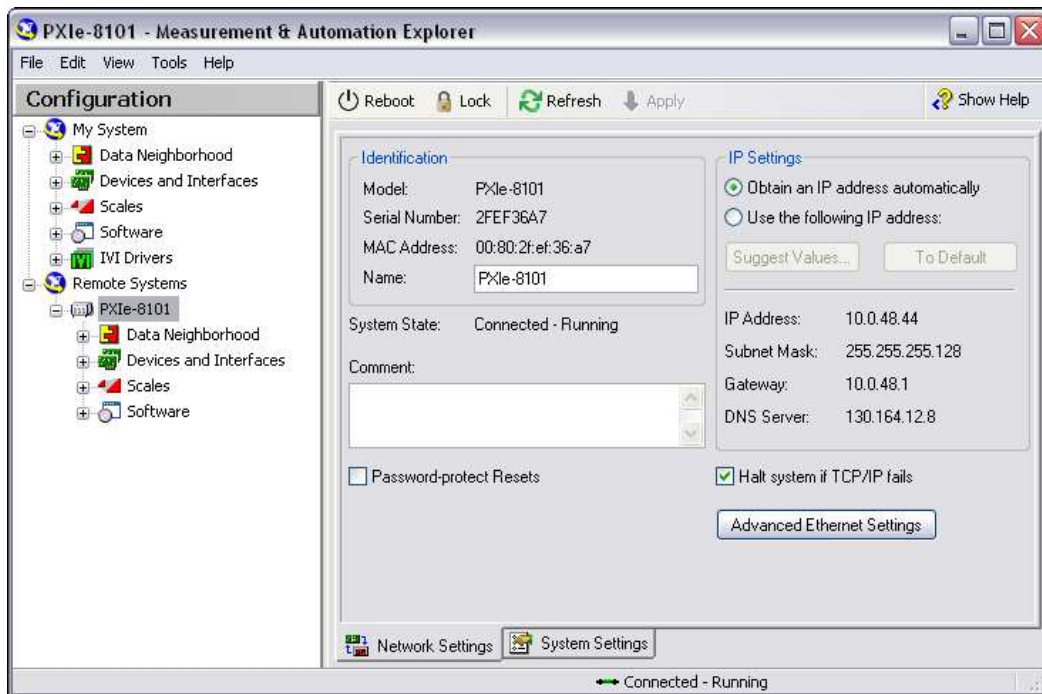 PXIe-8101 - Measurement & Automation Explorer
File Edit View Tools Help
Configuration
My System
Data Neighborhood
Devices and Interfaces
Scales
Software
IVI Drivers
Remote Systems
PXIe-8101
Data Neighborhood
Devices and Interfaces
Scales
Software
Reboot Lock Refresh Apply Show Help
Identification
Model: PXIe-8101
Serial Number: 2FEF36A7
MAC Address: 00:80:2f:ef:36:a7
Name: PXIe-8101
System State: Connected - Running
Comment:
Password-protect Resets
IP Settings
Obtain an IP address automatically
Use the following IP address:
Suggest Values... To Default
IP Address: 10.0.48.44
Subnet Mask: 255.255.255.128
Gateway: 10.0.48.1
DNS Server: 130.164.12.8
Halt system if TCP/IP fails
Advanced Ethernet Settings
Network Settings System Settings
Connected - Running